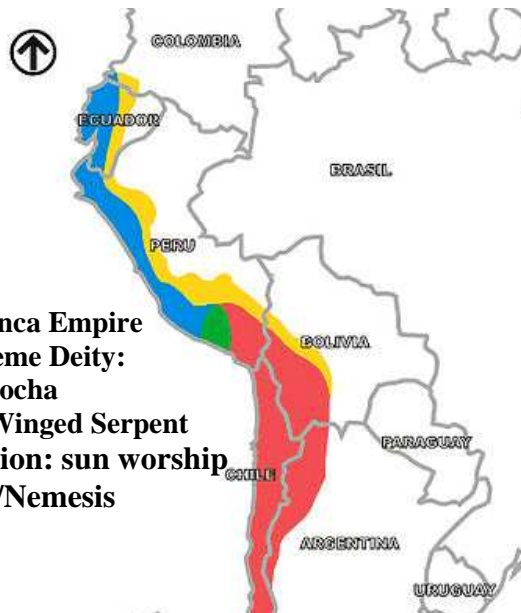 COLOMBIA
ECUADOR
BRASIL
PERU
nca Empire
eme Deity:
BOLIVIA
ocha
Winged Serpent
PARAGUAY
ion: sun worship
CHILE
/Nemesis
ARGENTINA
URUGUAY